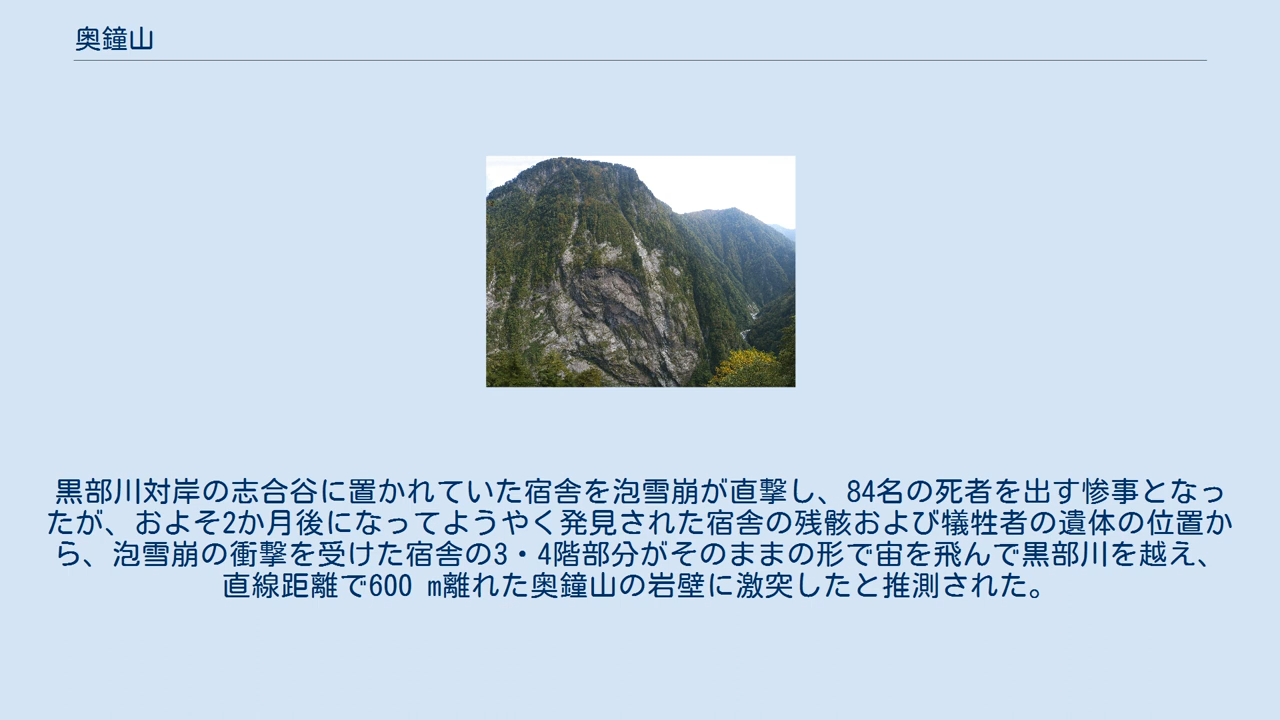 奥鐘山
黒部川対岸の志合谷に置かれていた宿舎を泡雪崩が直撃し、84名の死者を出す惨事となっ
たが、およそ2か月後になってようやく発見された宿舎の残骸および犠牲者の遺体の位置か
ら、泡雪崩の衝撃を受けた宿舎の3・4階部分がそのままの形で宙を飛んで黒部川を越え、
直線距離で600 m離れた奥鐘山の岩壁に激突したと推測された。